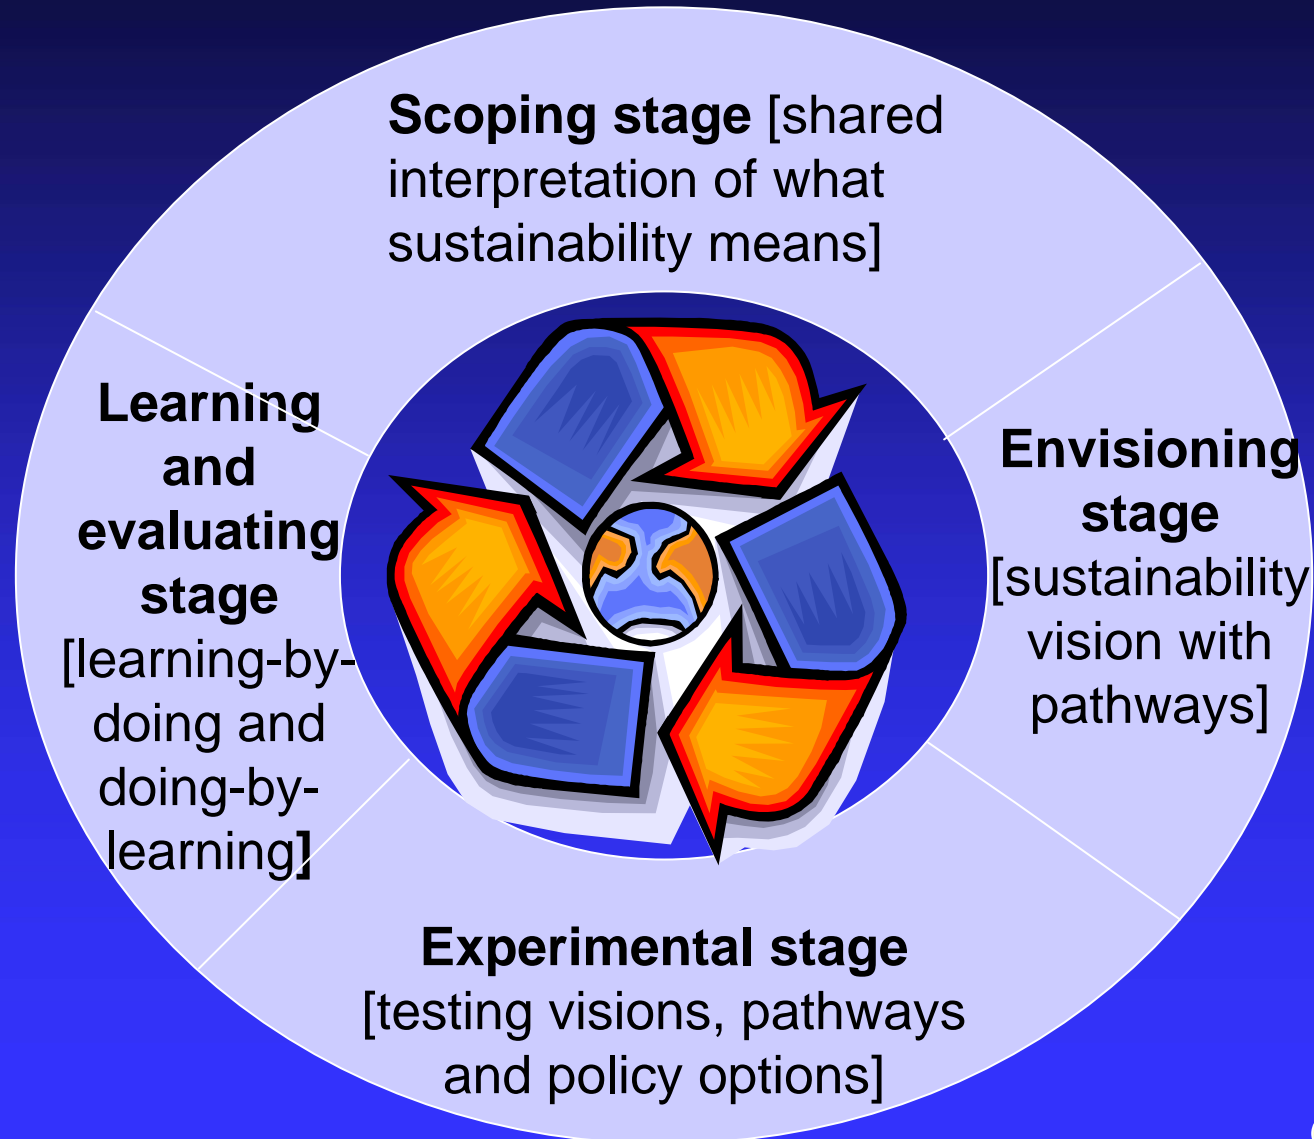 Scoping stage [shared
interpretation of what
sustainability means]
Envisioning
stage
[sustainability
vision with
pathways]
Experimental stage
[testing visions, pathways
and policy options]
Learning
and
evaluating
stage
[learning-by-
doing and
doing-by-
learning]